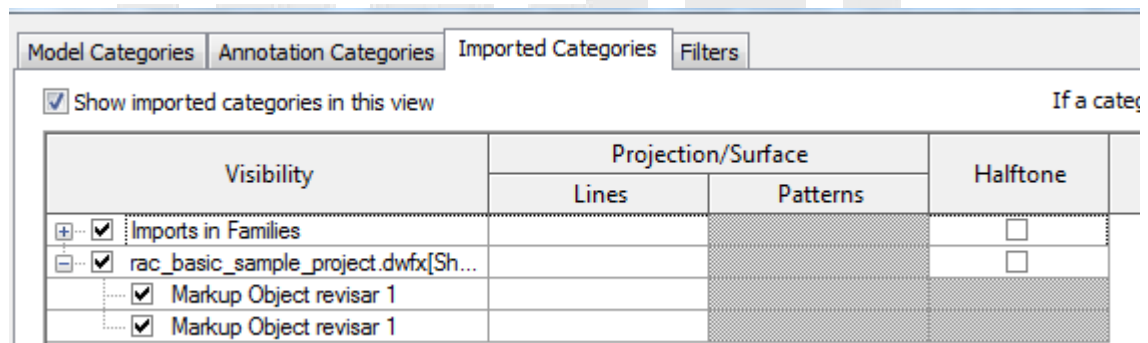 Model Categories Annotation Categories Imported Categories Filters
Show imported categories in this view If a
Visibility Projection/Surface Halftone
Lines Patterns
Imports in Families
rac_basic_sample_project.dwfx[Sh...
Markup Object revisar 1
Markup Object revisar 1